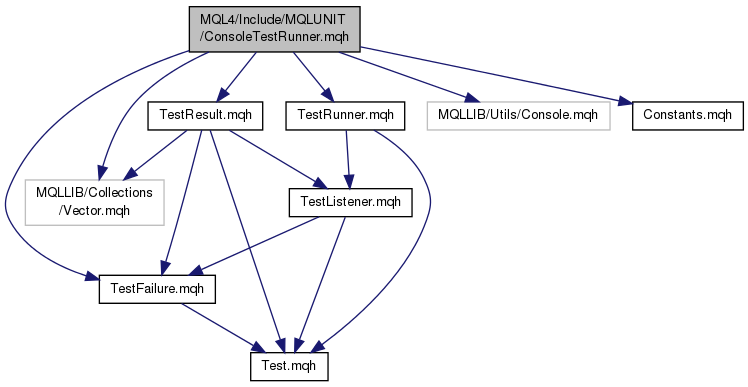 MQL4/Include/MQLUNIT
/ConsoleTestRunner.mqh
TestResult.mqh
TestRunner.mqh
MQLLIB/Utils/Console.mqh
Constants.mqh
MQLLIB/Collections
/Vector.mqh
TestListener.mqh
TestFailure.mqh
Test.mqh